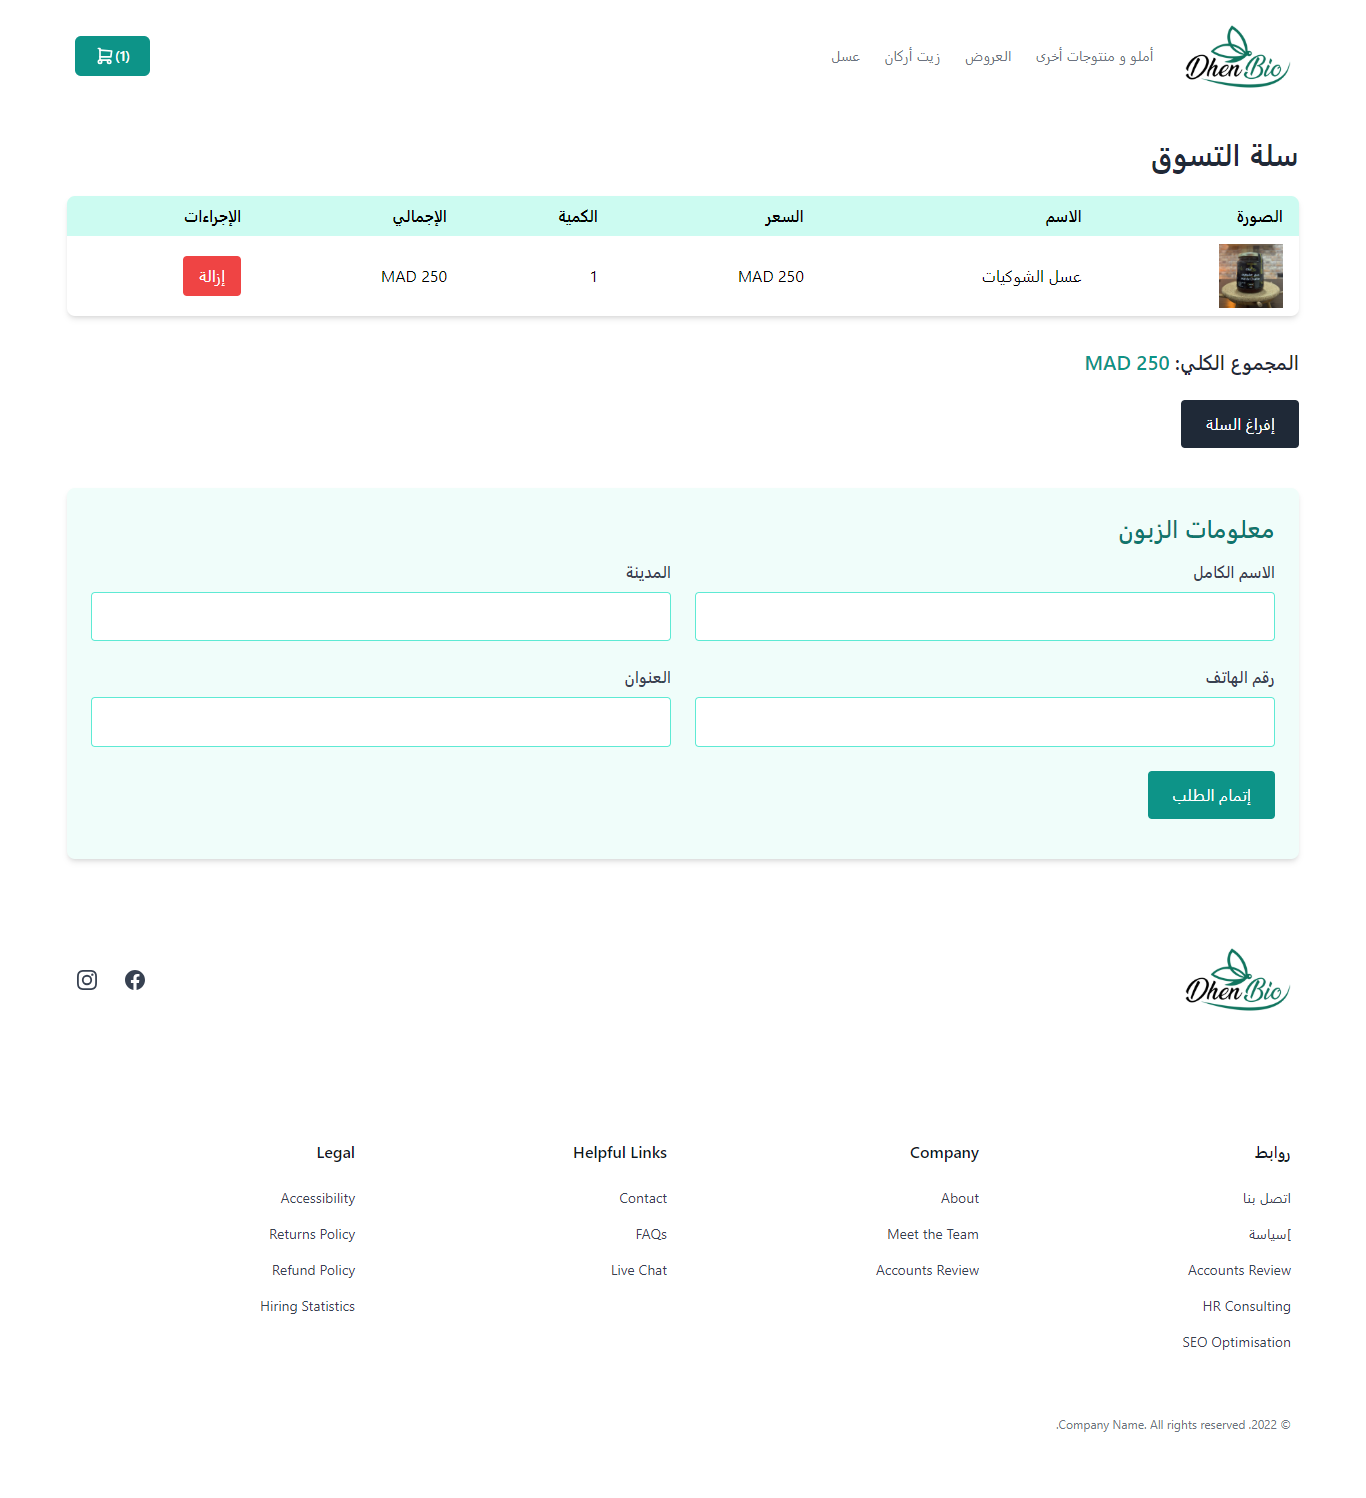 Dhen Bio
أملو و منتوجات أخرى
العروض
زيت أركان
عسل
(1)
سلة التسوق
الصورة الاسم السعر الكمية الإجمالي الإجراءات
عسل الشوكيات MAD 250 1 MAD 250 إزالة
المجموع الكلي: MAD 250
إفراغ السلة
معلومات الزبون
الاسم الكامل
المدينة
رقم الهاتف
العنوان
إتمام الطلب
Dhen Bio
روابط
اتصل بنا
]سياسة
Accounts Review
HR Consulting
SEO Optimisation
Company
About
Meet the Team
Accounts Review
Helpful Links
Contact
FAQs
Live Chat
Legal
Accessibility
Returns Policy
Refund Policy
Hiring Statistics
.Company Name. All rights reserved .2022 ©